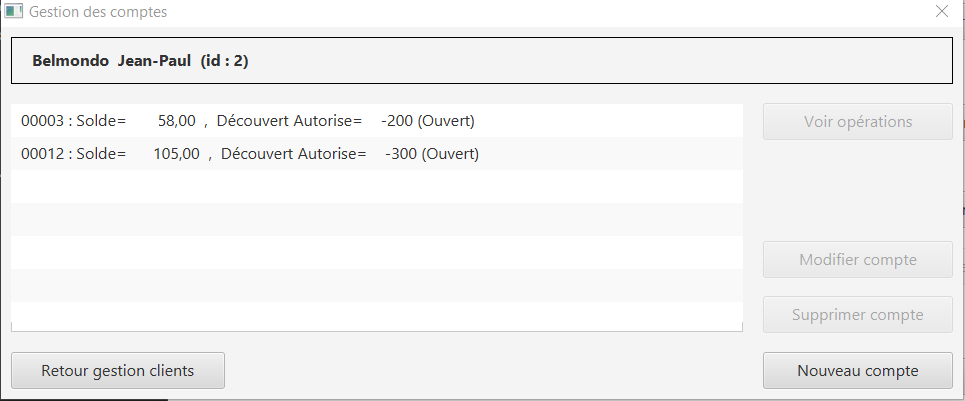 Gestion des comptes
Belmondo Jean-Paul (id : 2)
00003 : Solde= 58,00 , Découvert Autorise= -200 (Ouvert)
Voir opérations
00012 : Solde= 105,00 , Découvert Autorise= -300 (Ouvert)
Modifier compte
Supprimer compte
Retour gestion clients
Nouveau compte